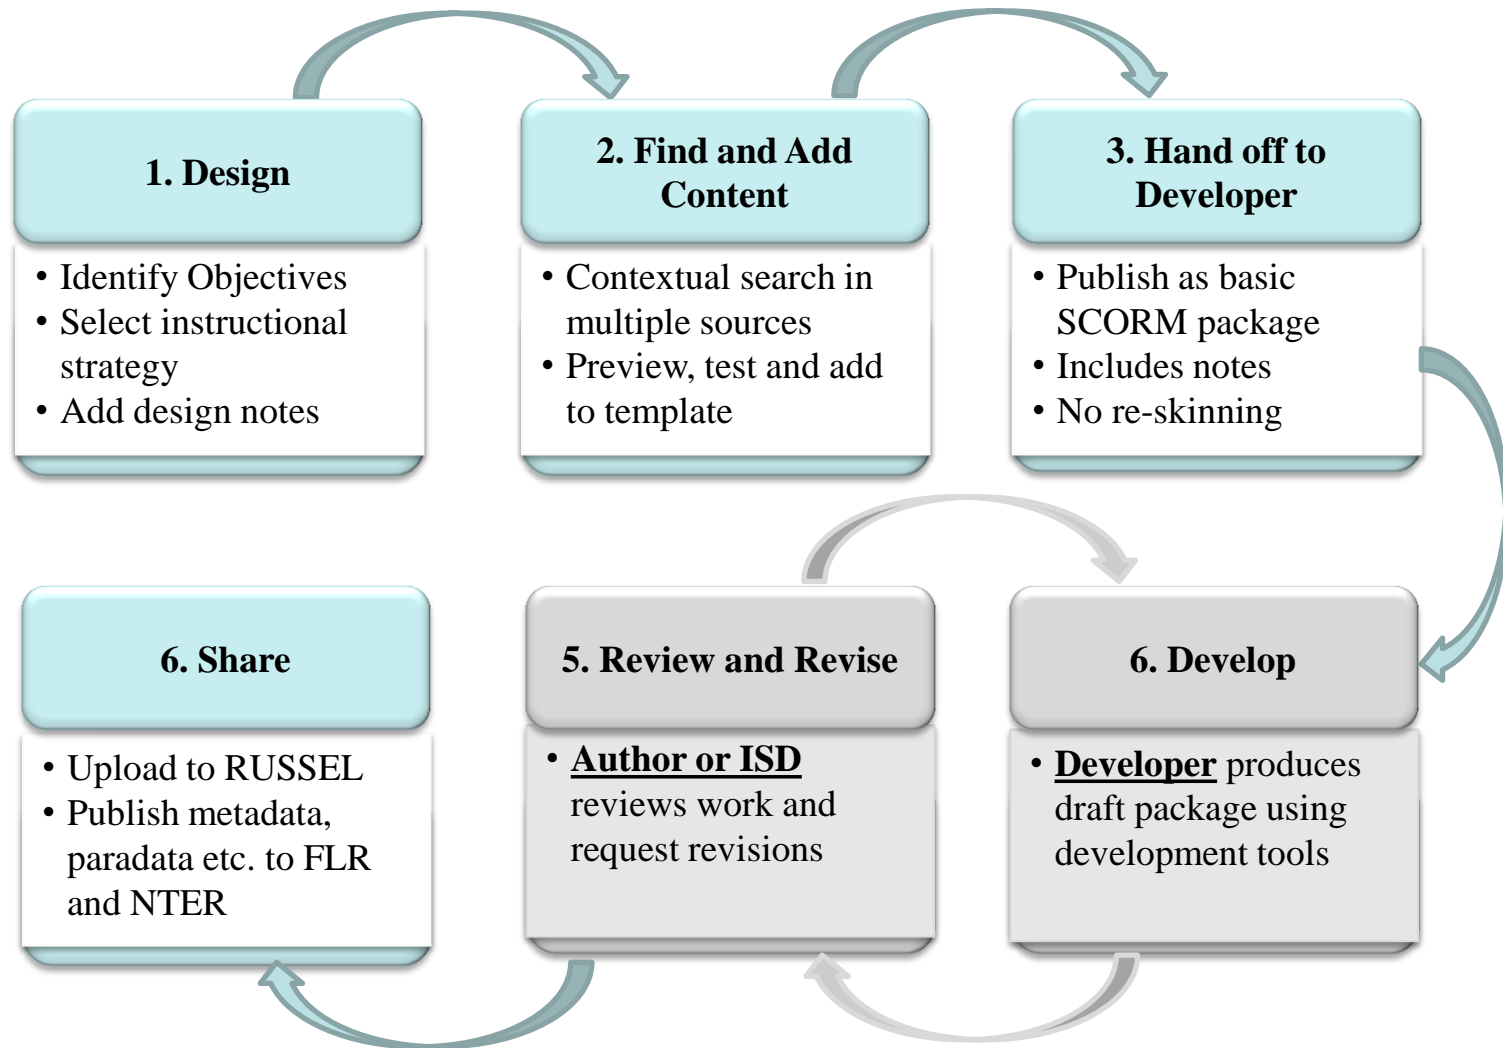 1. Design
• Identify Objectives
• Select instructional
strategy
• Add design notes
2. Find and Add
Content
• Contextual search in
multiple sources
• Preview, test and add
to template
3. Hand off to
Developer
• Publish as basic
SCORM package
• Includes notes
• No re-skinning
6. Share
• Upload to RUSSEL
• Publish metadata,
paradata etc. to FLR
and NTER
5. Review and Revise
• Author or ISD
reviews work and
request revisions
6. Develop
• Developer produces
draft package using
development tools